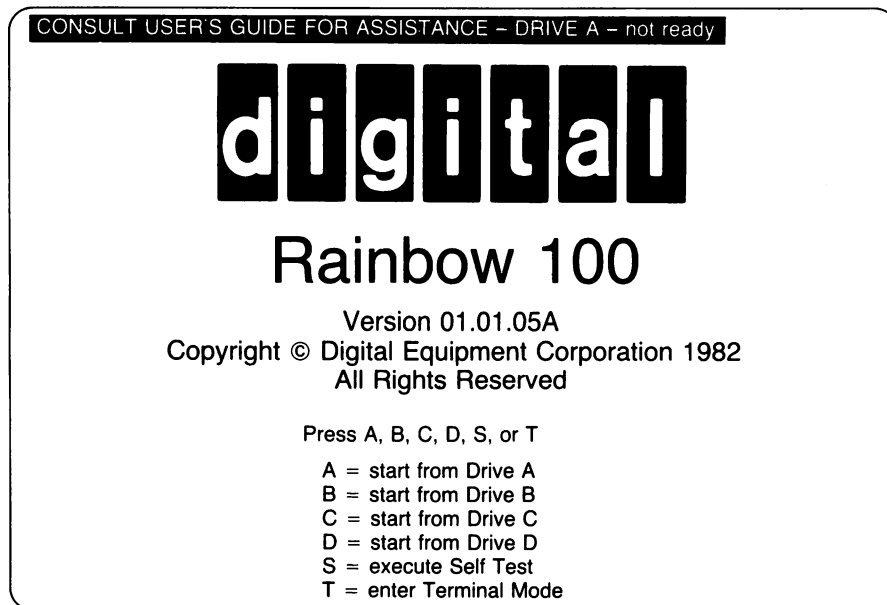 CONSULT USER'S GUIDE FOR ASSISTANCE – DRIVE A – not ready
digital
Rainbow 100
Version 01.01.05A
Copyright © Digital Equipment Corporation 1982
All Rights Reserved
Press A, B, C, D, S, or T
A = start from Drive A
B = start from Drive B
C = start from Drive C
D = start from Drive D
S = execute Self Test
T = enter Terminal Mode